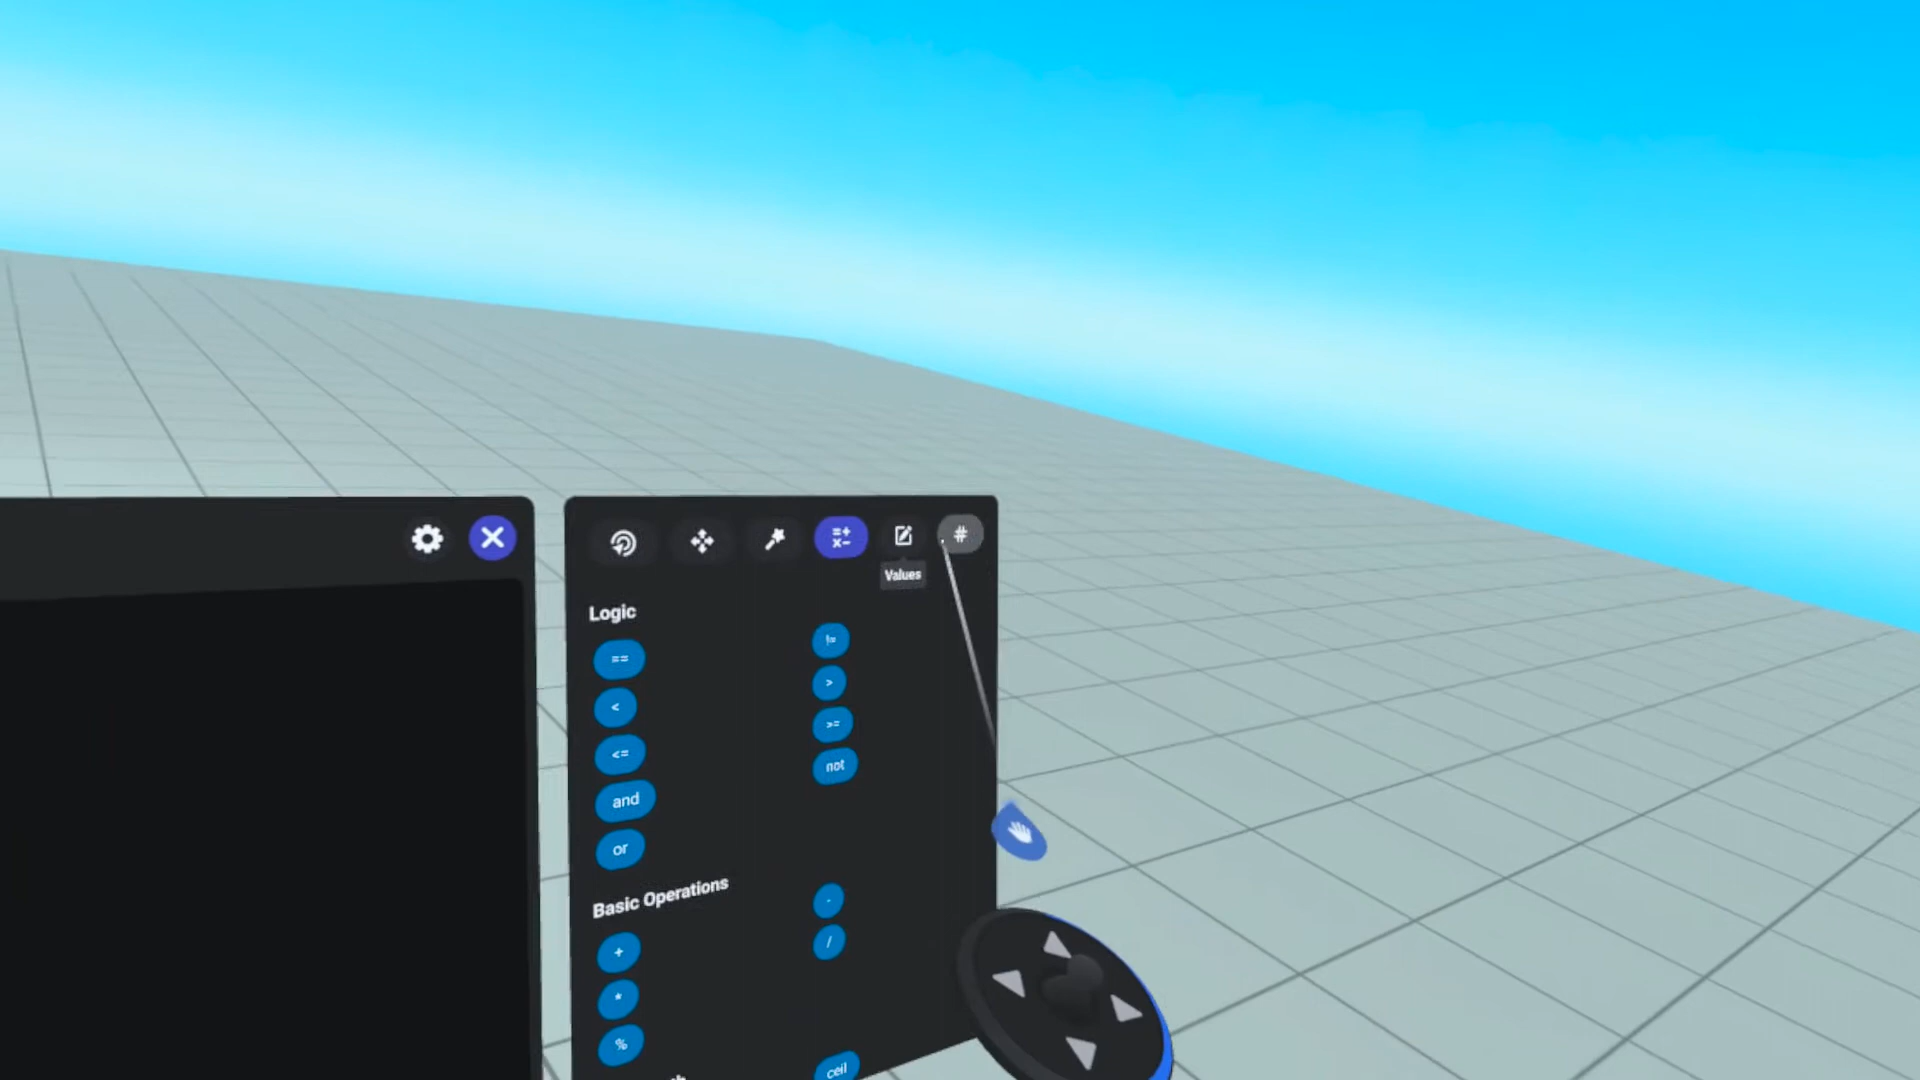 #
Values
Logic
== !=
< >
<= >=
and not
or
Basic Operations
+ -
* /
%
ceil